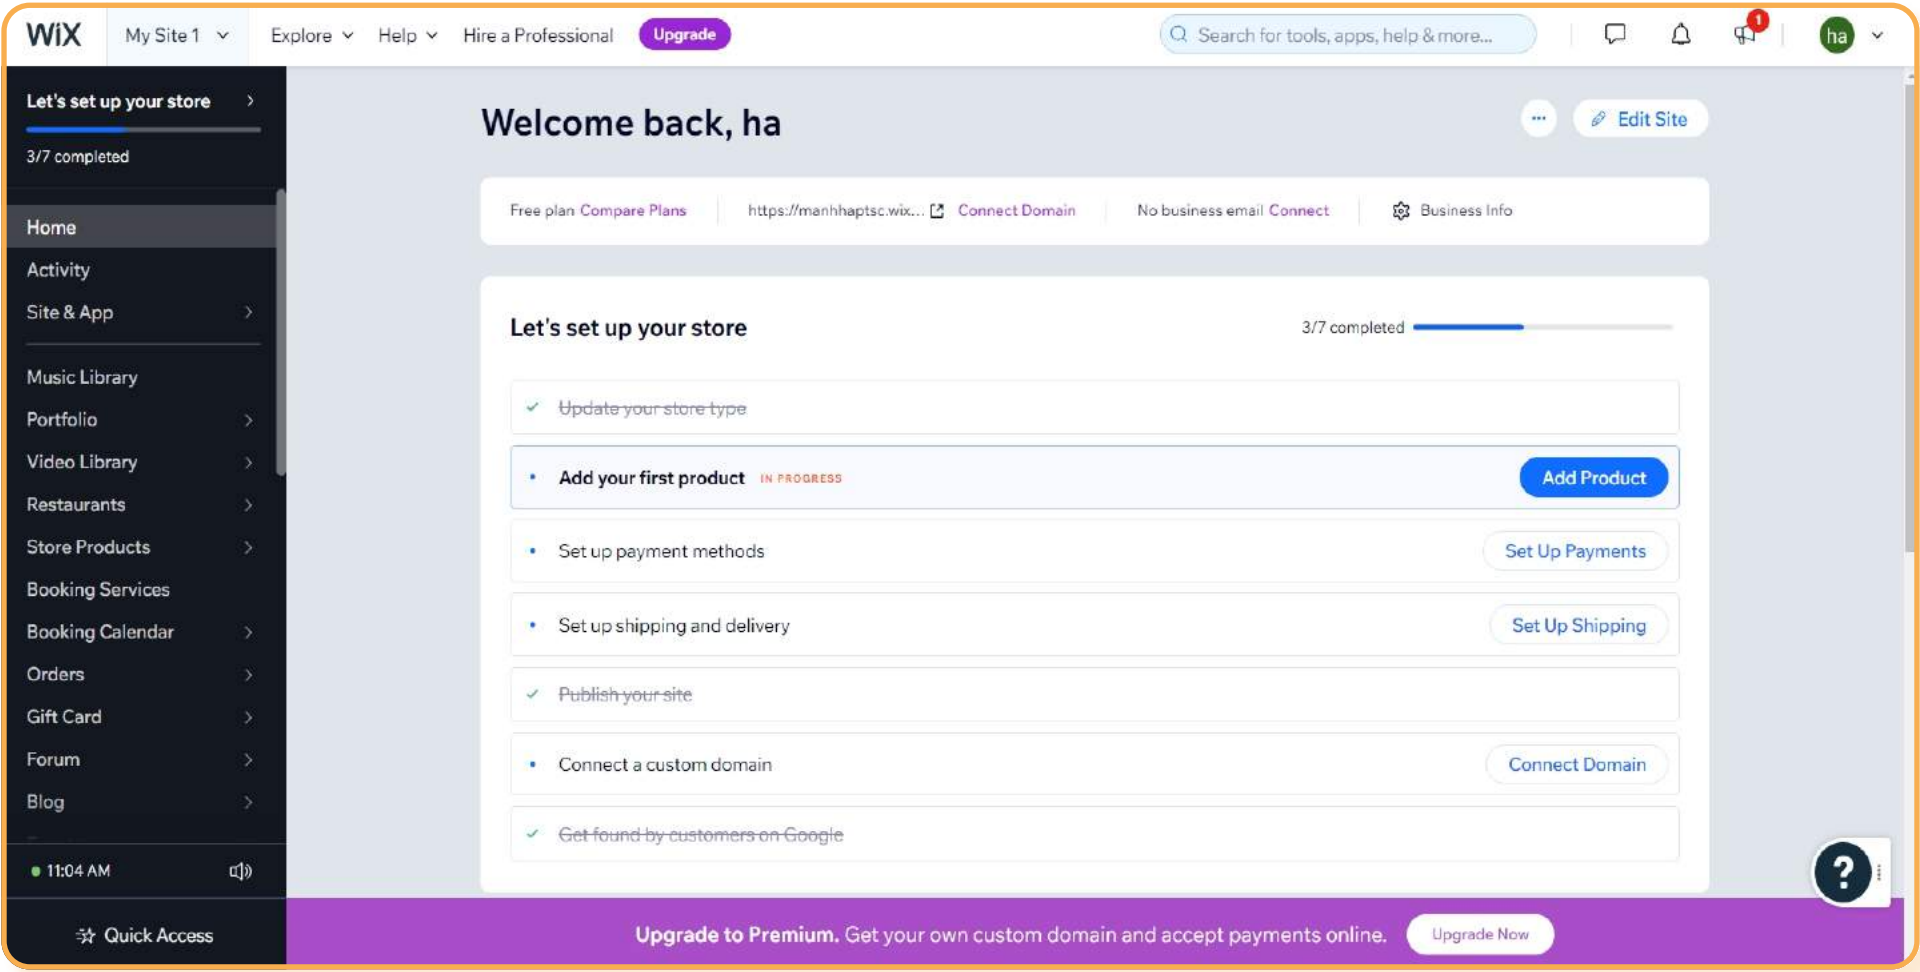 WiX My Site 1 Explore Help Hire a Professional Upgrade Search for tools, apps, help & more... 1 ha
Let's set up your store
3/7 completed
Home
Activity
Site & App
Music Library
Portfolio
Video Library
Restaurants
Store Products
Booking Services
Booking Calendar
Orders
Gift Card
Forum
Blog
11:04 AM
Quick Access
Welcome back, ha
... Edit Site
Free plan Compare Plans https://manhhaptsc.wix... Connect Domain No business email Connect Business Info
Let's set up your store 3/7 completed
Update your store type
Add your first product IN PROGRESS Add Product
Set up payment methods Set Up Payments
Set up shipping and delivery Set Up Shipping
Publish your site
Connect a custom domain Connect Domain
Get found by customers on Google
?
Upgrade to Premium. Get your own custom domain and accept payments online. Upgrade Now